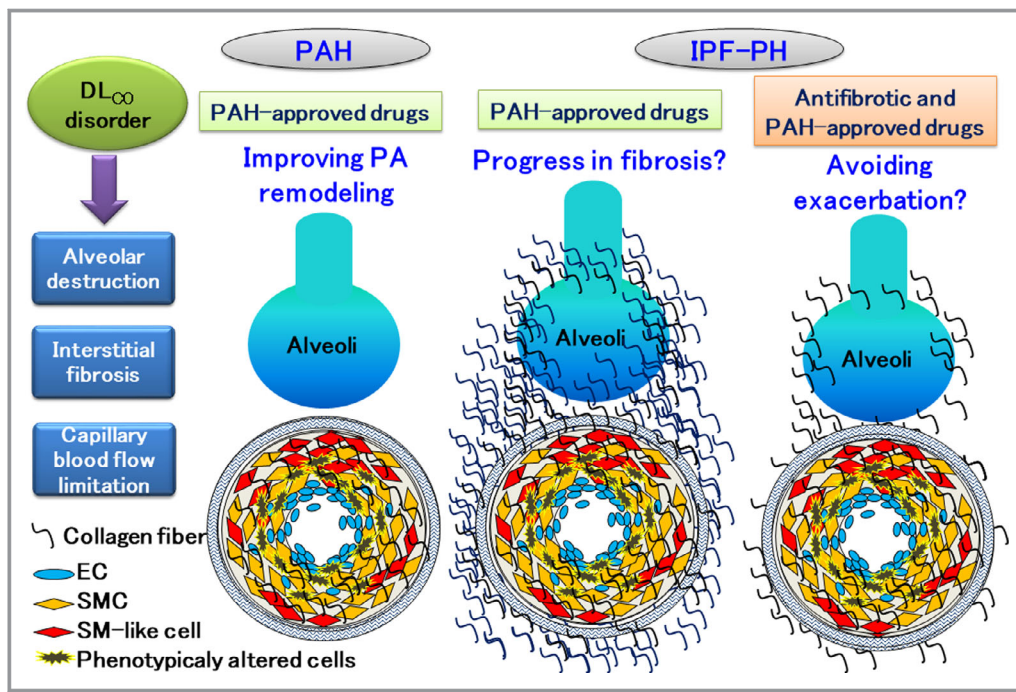 PAH
IPF-PH
DLCO
disorder
PAH-approved drugs
PAH-approved drugs
Antifibrotic and
PAH-approved drugs
Improving PA
remodeling
Progress in fibrosis?
Avoiding
exacerbation?
Alveolar
destruction
Interstitial
fibrosis
Capillary
blood flow
limitation
Alveoli
Alveoli
Alveoli
Collagen fiber
EC
SMC
SM-like cell
Phenotypicaly altered cells